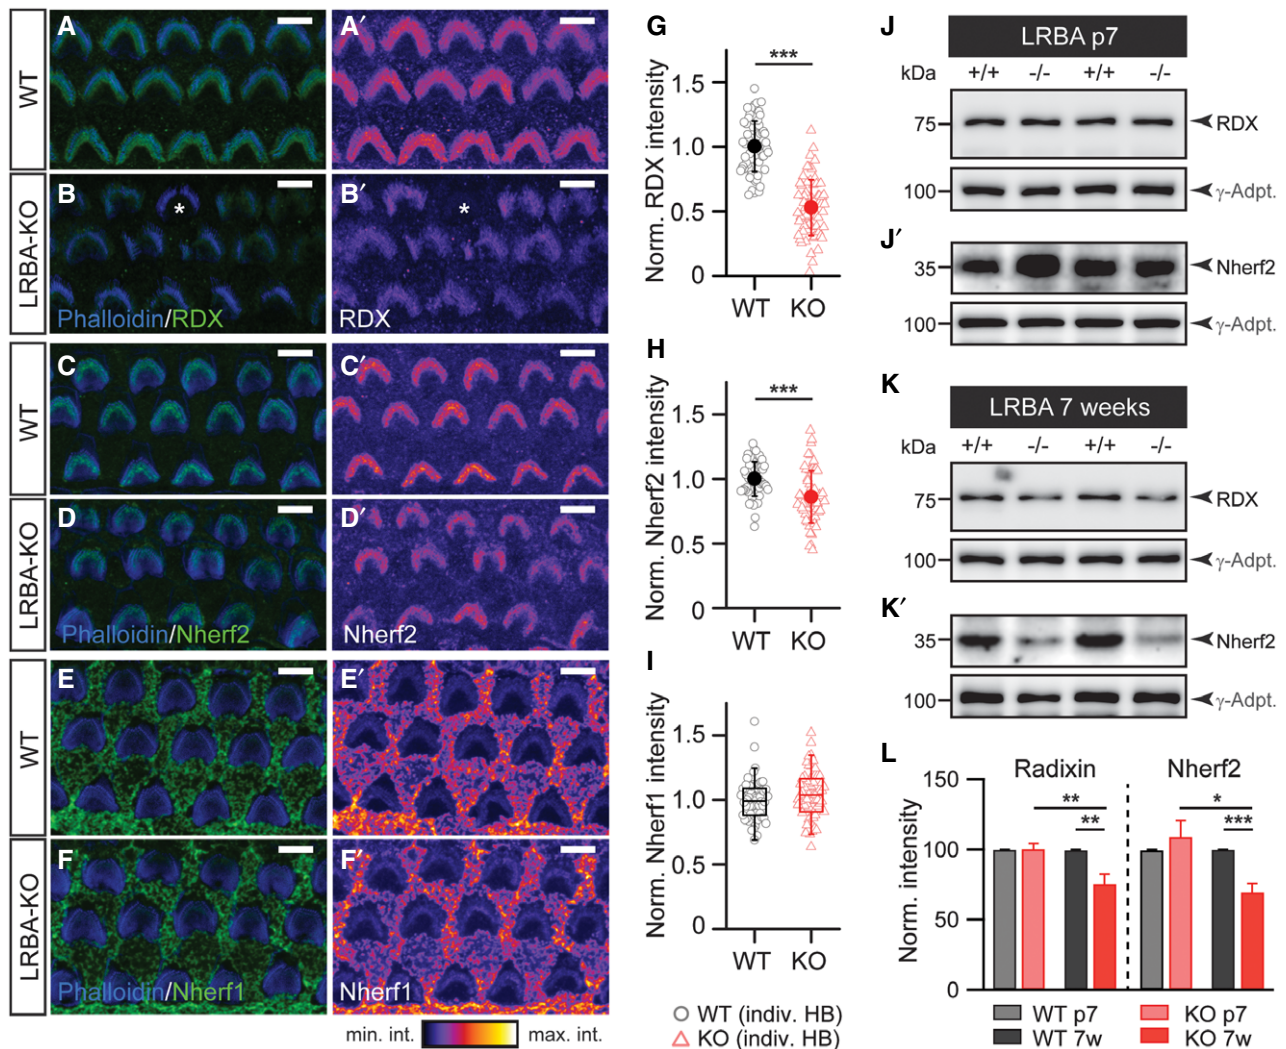 A
A′
WT
B
B′
*
*
LRBA-KO
Phalloidin/RDX
RDX
C
C′
WT
D
D′
LRBA-KO
Phalloidin/Nherf2
Nherf2
E
E′
WT
F
F′
LRBA-KO
Phalloidin/Nherf1
Nherf1
min. int.
max. int.
G
Norm. RDX intensity
1.5
1.0
0.5
0
***
WT
KO
H
Norm. Nherf2 intensity
1.5
1.0
0.5
0
***
WT
KO
I
Norm. Nherf1 intensity
1.5
1.0
0.5
0
WT
KO
WT (indiv. HB)
KO (indiv. HB)
J
LRBA p7
kDa
+/+
-/-
+/+
-/-
75
RDX
100
γ-Adpt.
J′
35
Nherf2
100
γ-Adpt.
K
LRBA 7 weeks
kDa
+/+
-/-
+/+
-/-
75
RDX
100
γ-Adpt.
K′
35
Nherf2
100
γ-Adpt.
L
Radixin
Nherf2
Norm. intensity
150
100
50
0
**
**
*
***
WT p7
KO p7
WT 7w
KO 7w